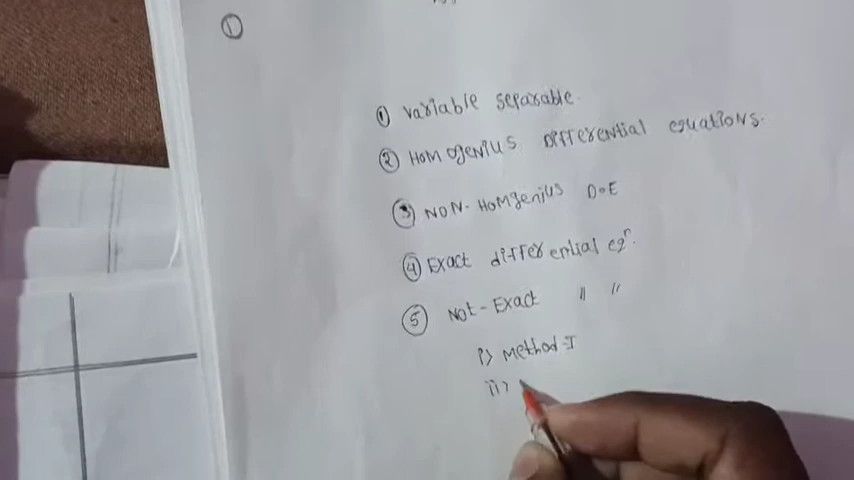 ①
① Variable separable.
② HOMOgenius DIFFerential equations.
③ NON-HoMgenius D.E
④ Exact differential eqⁿ.
⑤ Not-Exact " "
i> Method-I
ii>